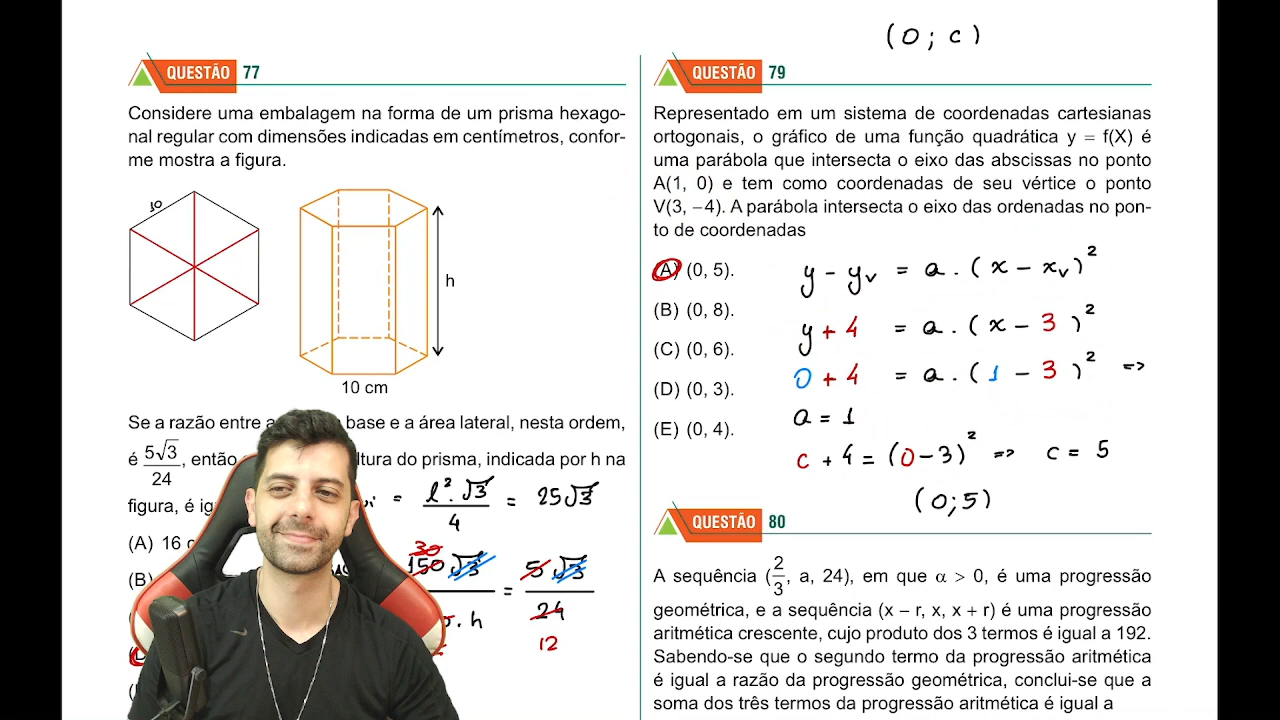 (0 ; c)
QUESTÃO 77
Considere uma embalagem na forma de um prisma hexago-
nal regular com dimensões indicadas em centímetros, confor-
me mostra a figura.
10
h
10 cm
Se a razão entre a base e a área lateral, nesta ordem,
é 5√3/24, então ltura do prisma, indicada por h na
figura, é
= l²·√3/4 = 25√3
(A) 16
(B)
30
150√3/ . h = 5√3/24
12
QUESTÃO 79
Representado em um sistema de coordenadas cartesianas
ortogonais, o gráfico de uma função quadrática y = f(X) é
uma parábola que intersecta o eixo das abscissas no ponto
A(1, 0) e tem como coordenadas de seu vértice o ponto
V(3, −4). A parábola intersecta o eixo das ordenadas no pon-
to de coordenadas
(A) (0, 5).
(B) (0, 8).
(C) (0, 6).
(D) (0, 3).
(E) (0, 4).
y − yv = a . (x − xv)²
y + 4 = a . (x − 3)²
0 + 4 = a . (1 − 3)² =>
a = 1
c + 4 = (0 − 3)² => c = 5
(0;5)
QUESTÃO 80
A sequência (2/3, a, 24), em que α > 0, é uma progressão
geométrica, e a sequência (x − r, x, x + r) é uma progressão
aritmética crescente, cujo produto dos 3 termos é igual a 192.
Sabendo-se que o segundo termo da progressão aritmética
é igual a razão da progressão geométrica, conclui-se que a
soma dos três termos da progressão aritmética é igual a